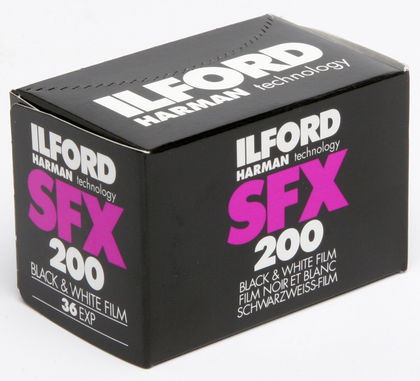 ILFORD
HARMAN technology
ILFORD
HARMAN technology
SFX
200
BLACK & WHITE FILM
36 EXP
ILFORD
HARMAN technology
SFX
200
BLACK & WHITE FILM
FILM NOIR ET BLANC
SCHWARZWEISS-FILM